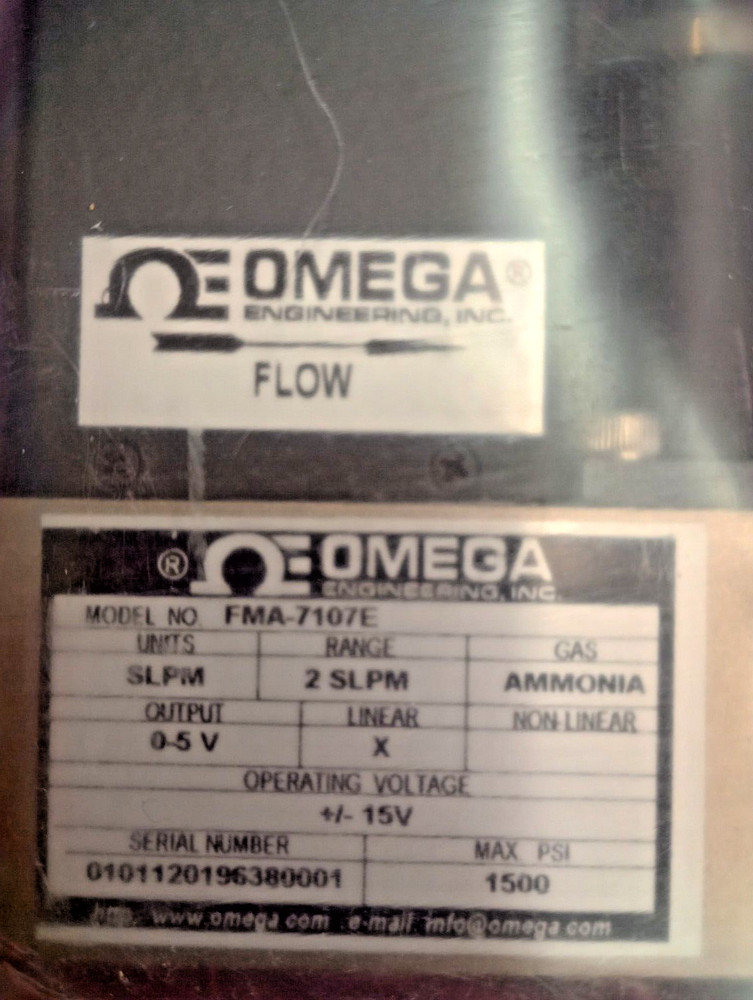 OMEGA®
ENGINEERING, INC.
FLOW
® OMEGA
ENGINEERING, INC.
MODEL NO. FMA-7107E
UNITS RANGE GAS
SLPM 2 SLPM AMMONIA
OUTPUT LINEAR NON-LINEAR
0-5 V X
OPERATING VOLTAGE
+/- 15V
SERIAL NUMBER MAX PSI
0101120196380001 1500
www.omega.com e-mail info@omega.com